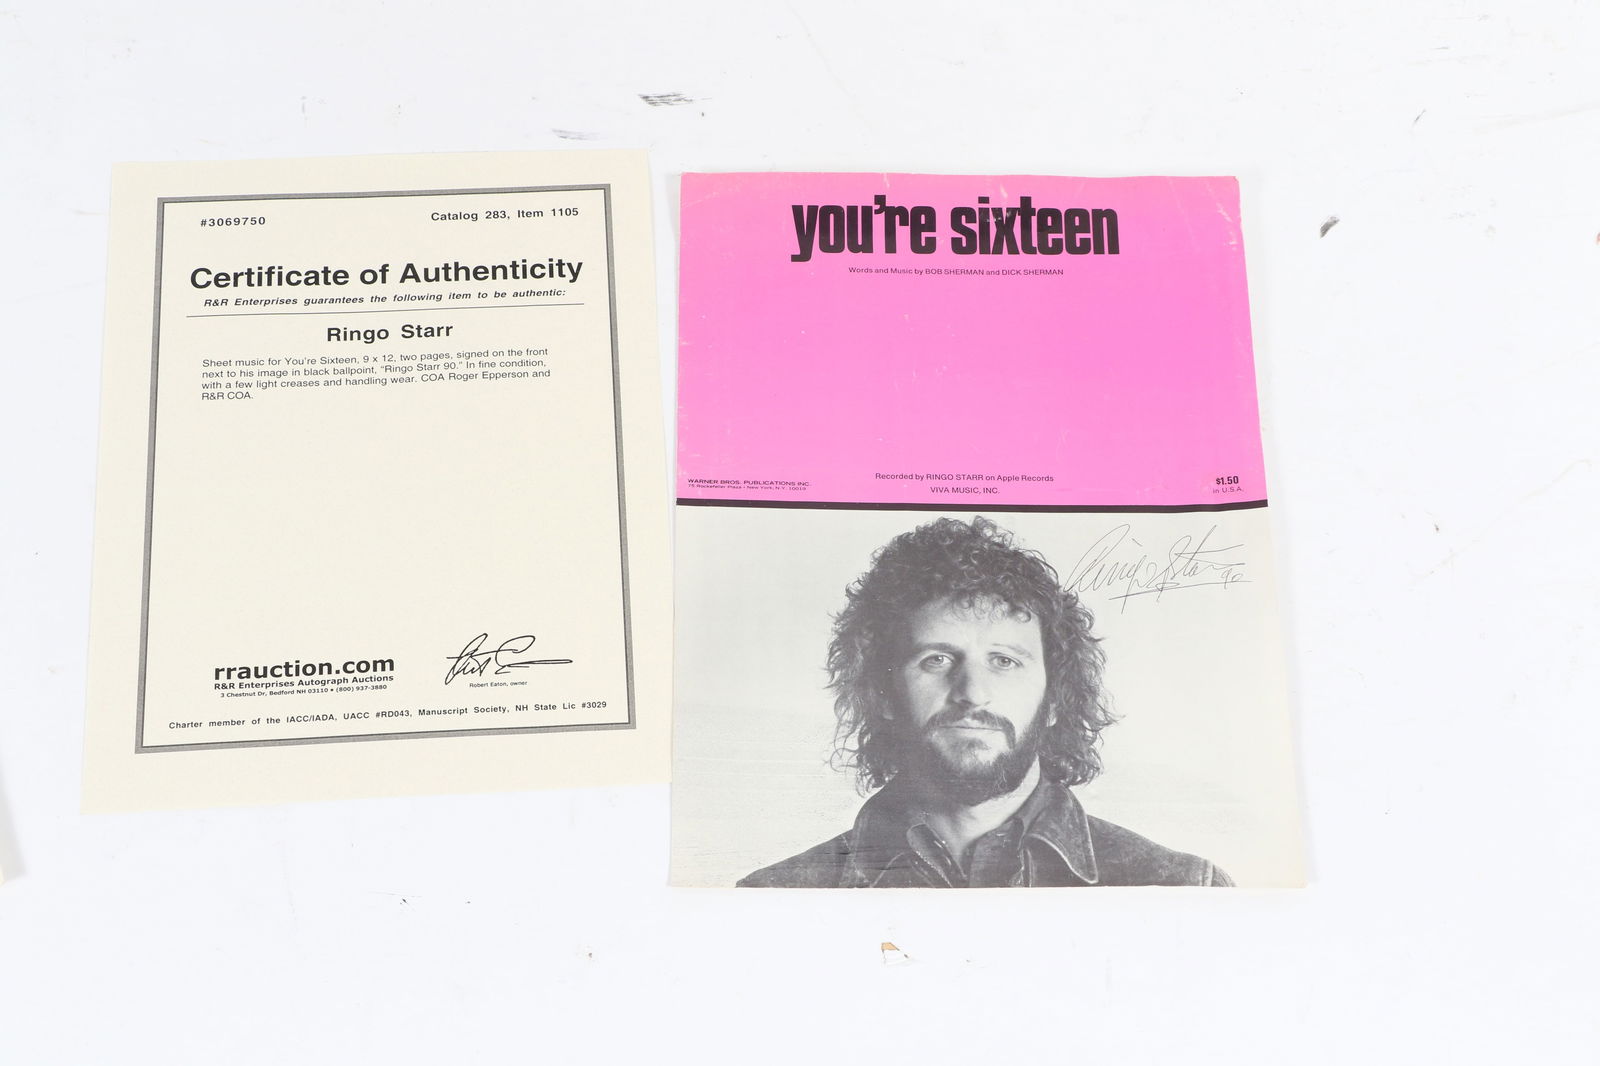 #3069750
Catalog 283, Item 1105
Certificate of Authenticity
R&R Enterprises guarantees the following item to be authentic:
Ringo Starr
Sheet music for You're Sixteen, 9 x 12, two pages, signed on the front
next to his image in black ballpoint, “Ringo Starr 90.” In fine condition,
with a few light creases and handling wear. COA Roger Epperson and
R&R COA.
rrauction.com
R&R Enterprises Autograph Auctions
3 Chestnut Dr, Bedford NH 03110 • (800) 937-3880
Robert Eaton, owner
Charter member of the IACC/IADA, UACC #RD043, Manuscript Society, NH State Lic #3029
you're sixteen
Words and Music by BOB SHERMAN and DICK SHERMAN
WARNER BROS. PUBLICATIONS INC.
75 Rockefeller Plaza • New York, N.Y. 10019
Recorded by RINGO STARR on Apple Records
VIVA MUSIC, INC.
$1.50
in U.S.A.
Ringo Starr 90